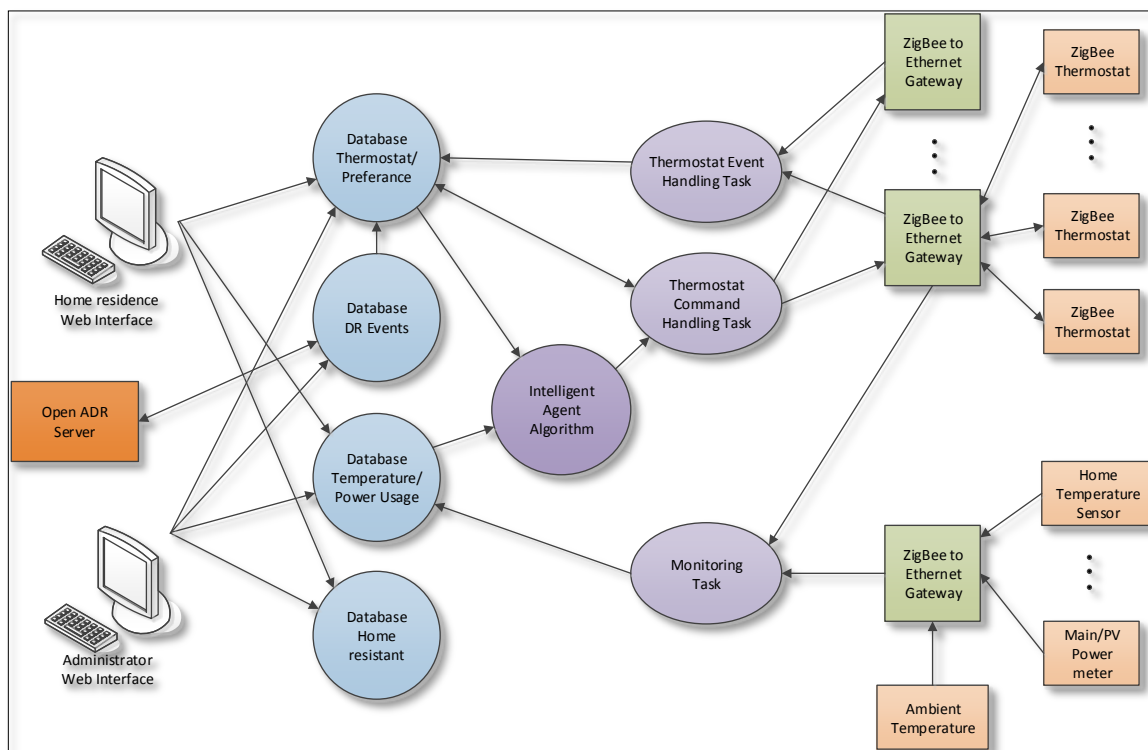 ZigBee to
Ethernet
Gateway
ZigBee
Thermostat
Database
Thermostat/
Preferance
Thermostat Event
Handling Task
ZigBee to
Ethernet
Gateway
ZigBee
Thermostat
Home residence
Web Interface
Database
DR Events
Thermostat
Command
Handling Task
ZigBee
Thermostat
Open ADR
Server
Intelligent
Agent
Algorithm
Database
Temperature/
Power Usage
Home
Temperature
Sensor
Monitoring
Task
ZigBee to
Ethernet
Gateway
Database
Home
resistant
Administrator
Web Interface
Main/PV
Power
meter
Ambient
Temperature